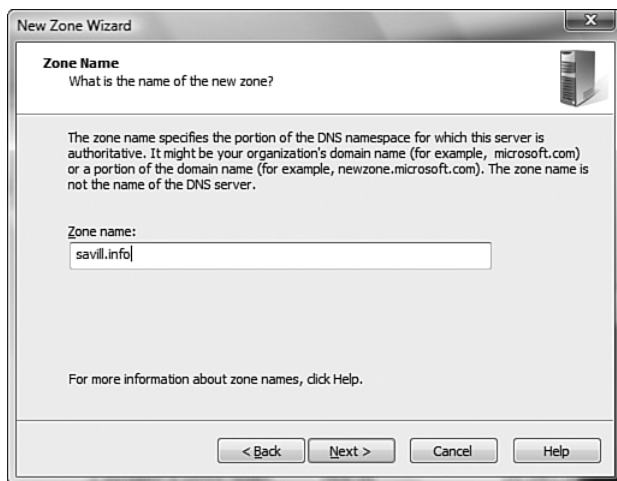 New Zone Wizard
Zone Name
What is the name of the new zone?
The zone name specifies the portion of the DNS namespace for which this server is
authoritative. It might be your organization's domain name (for example, microsoft.com)
or a portion of the domain name (for example, newzone.microsoft.com). The zone name is
not the name of the DNS server.
Zone name:
savill.info
For more information about zone names, click Help.
< Back Next > Cancel Help